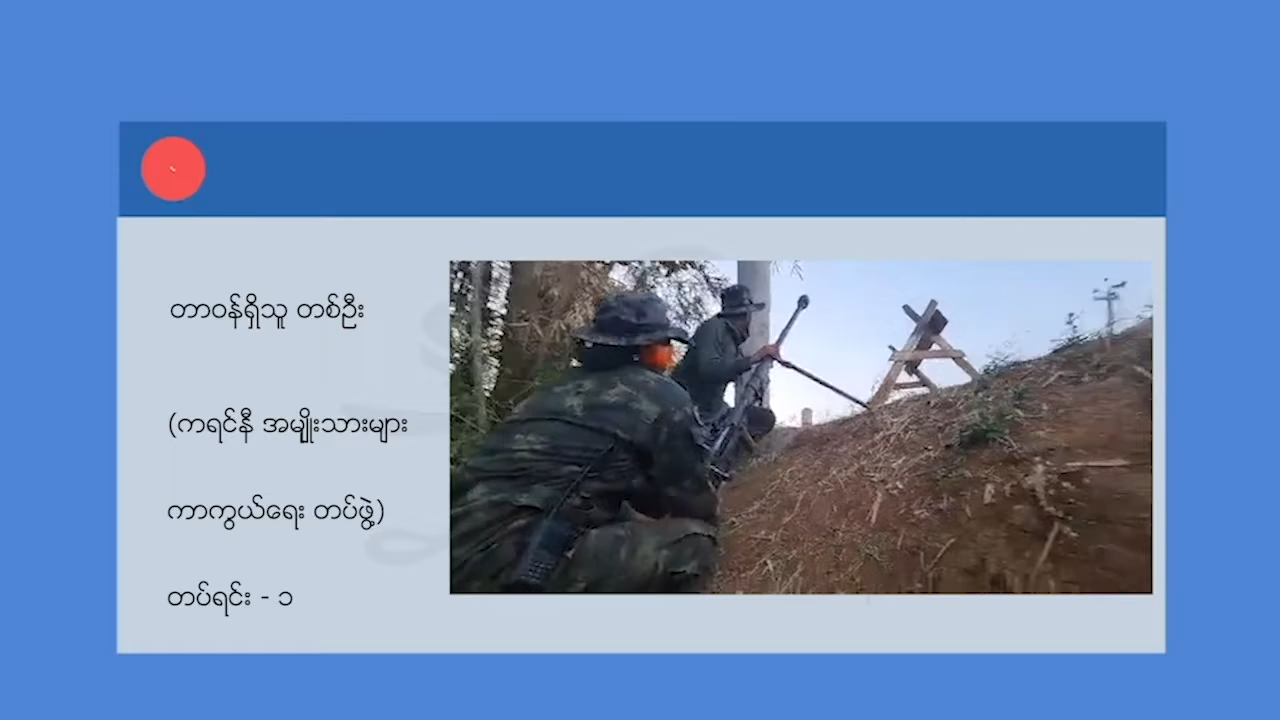 တာဝန်ရှိသူ တစ်ဦး
(ကရင်နီ အမျိုးသားများ
ကာကွယ်ရေး တပ်ဖွဲ့)
တပ်ရင်း - ၁